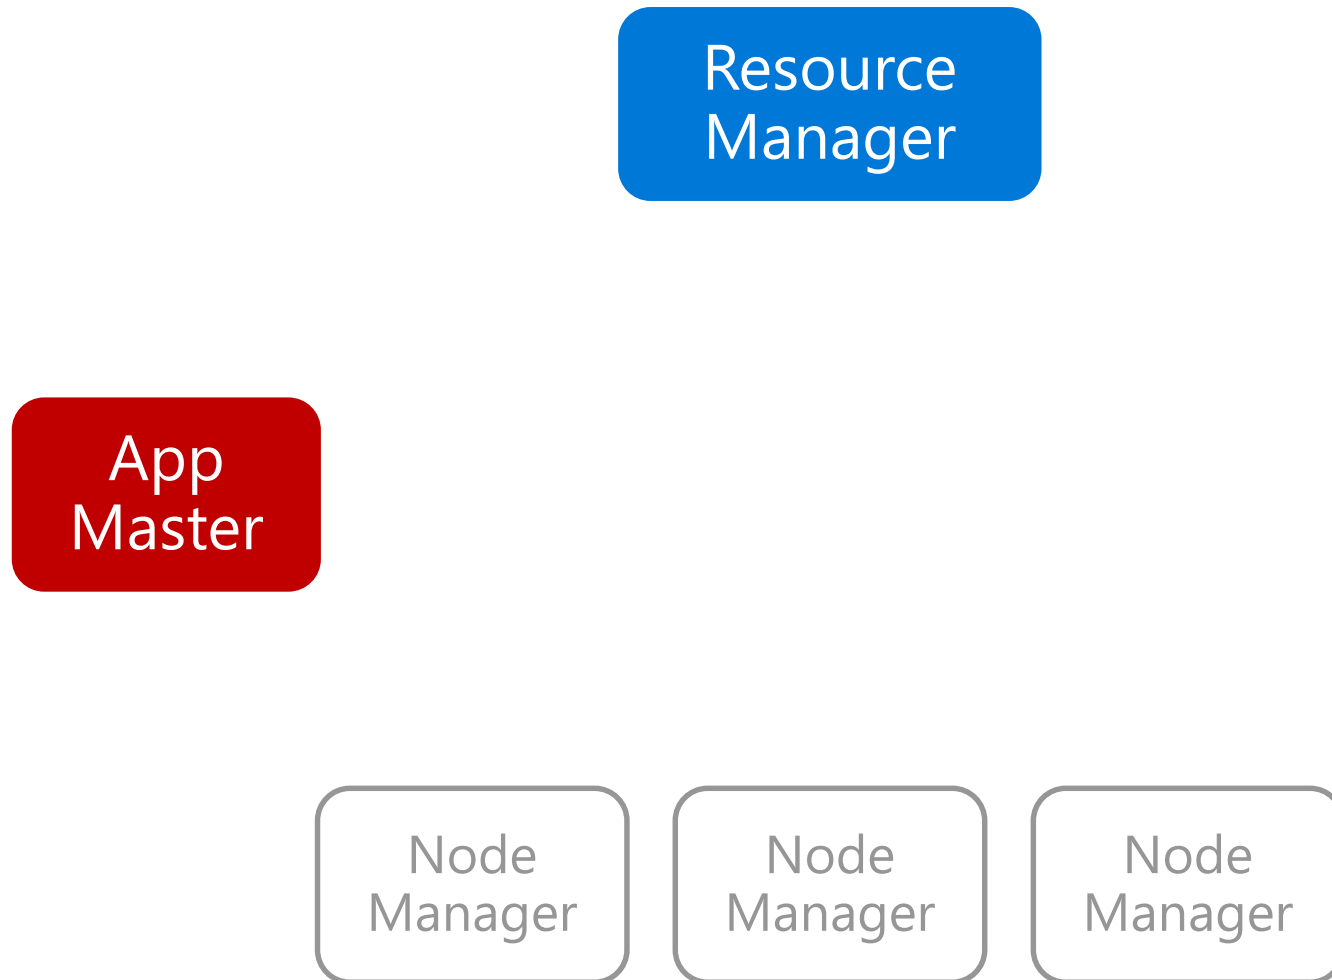 Resource
Manager
App
Master
Node
Manager
Node
Manager
Node
Manager